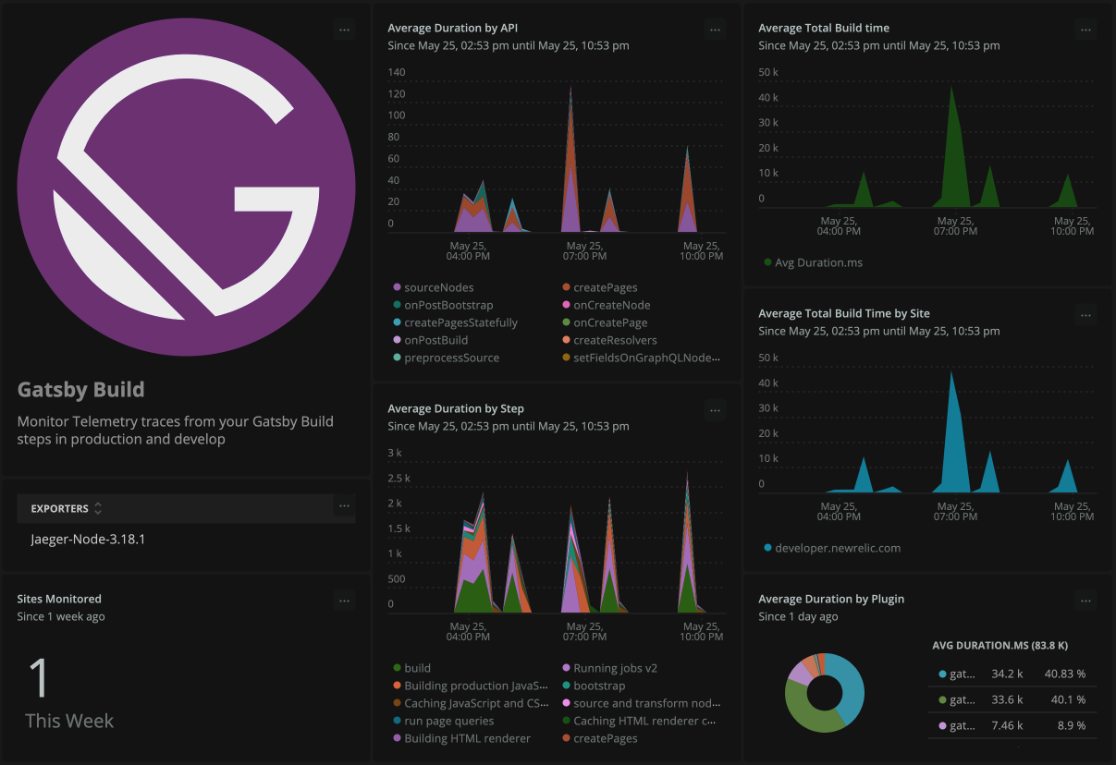 Gatsby Build
Monitor Telemetry traces from your Gatsby Build
steps in production and develop
EXPORTERS
Jaeger-Node-3.18.1
Sites Monitored
Since 1 week ago
1
This Week
Average Duration by API
Since May 25, 02:53 pm until May 25, 10:53 pm
140
120
100
80
60
40
20
0
May 25,
04:00 PM
May 25,
07:00 PM
May 25,
10:00 PM
sourceNodes
createPages
onPostBootstrap
onCreateNode
createPagesStatefully
onCreatePage
onPostBuild
createResolvers
preprocessSource
setFieldsOnGraphQLNode...
Average Duration by Step
Since May 25, 02:53 pm until May 25, 10:53 pm
3 k
2.5 k
2 k
1.5 k
1 k
500
0
May 25,
04:00 PM
May 25,
07:00 PM
May 25,
10:00 PM
build
Running jobs v2
Building production JavaS...
bootstrap
Caching JavaScript and CS...
source and transform nod...
run page queries
Caching HTML renderer c...
Building HTML renderer
createPages
Average Total Build time
Since May 25, 02:53 pm until May 25, 10:53 pm
50 k
40 k
30 k
20 k
10 k
0
May 25,
04:00 PM
May 25,
07:00 PM
May 25,
10:00 PM
Avg Duration.ms
Average Total Build Time by Site
Since May 25, 02:53 pm until May 25, 10:53 pm
50 k
40 k
30 k
20 k
10 k
0
May 25,
04:00 PM
May 25,
07:00 PM
May 25,
10:00 PM
developer.newrelic.com
Average Duration by Plugin
Since 1 day ago
AVG DURATION.MS (83.8 K)
gat... 34.2 k 40.83 %
gat... 33.6 k 40.1 %
gat... 7.46 k 8.9 %